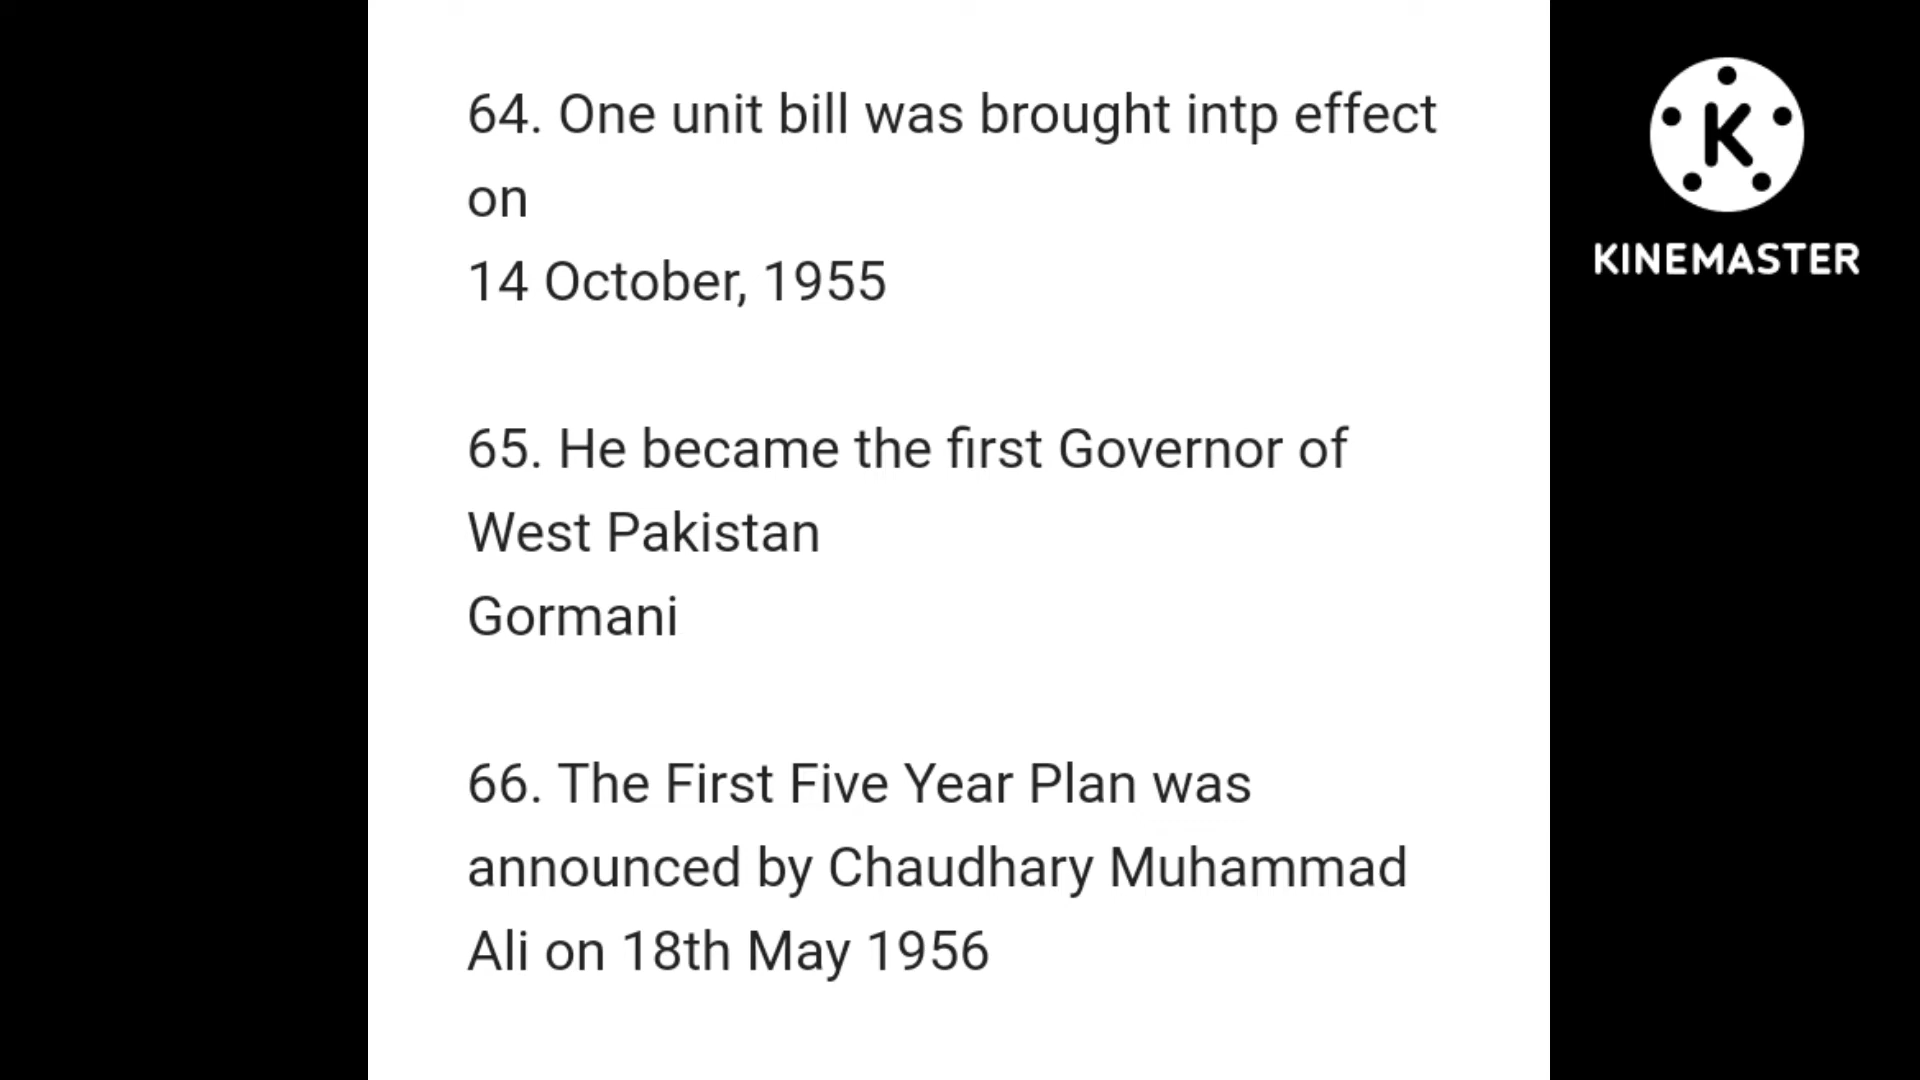 64. One unit bill was brought intp effect
on
14 October, 1955
65. He became the first Governor of
West Pakistan
Gormani
66. The First Five Year Plan was
announced by Chaudhary Muhammad
Ali on 18th May 1956
K
KINEMASTER